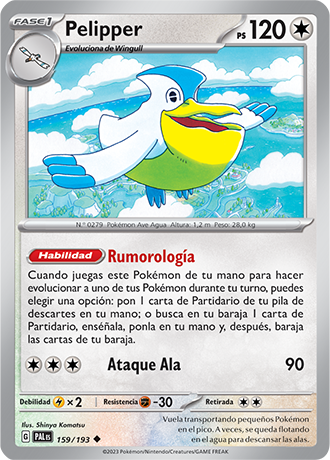 FASE 1
Pelipper
PS 120
Evoluciona de Wingull
N.º 0279 Pokémon Ave Agua Altura: 1,2 m Peso: 28,0 kg
Habilidad Rumorología
Cuando juegas este Pokémon de tu mano para hacer
evolucionar a uno de tus Pokémon durante tu turno, puedes
elegir una opción: pon 1 carta de Partidario de tu pila de
descartes en tu mano; o busca en tu baraja 1 carta de
Partidario, enséñala, ponla en tu mano y, después, baraja
las cartas de tu baraja.
Ataque Ala 90
Debilidad ×2 Resistencia -30 Retirada
Ilus. Shinya Komatsu
G PAL ES 159/193
©2023 Pokémon/Nintendo/Creatures/GAME FREAK
Vuela transportando pequeños Pokémon
en el pico. A veces, se queda flotando
en el agua para descansar las alas.